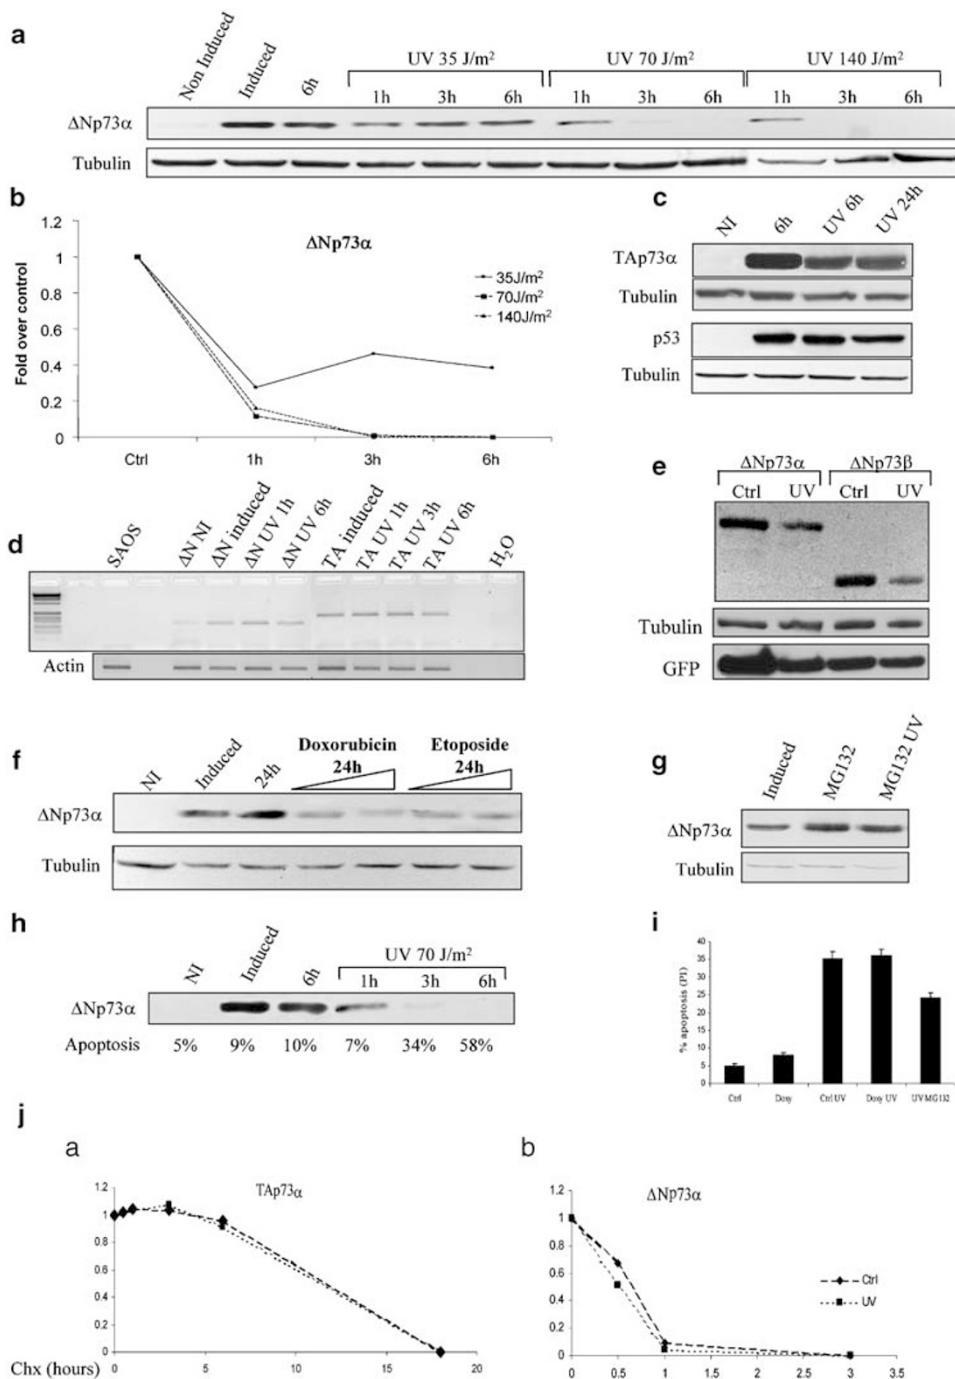 a
Non Induced
Induced
6h
UV 35 J/m²
UV 70 J/m²
UV 140 J/m²
1h 3h 6h 1h 3h 6h 1h 3h 6h
ΔNp73α
Tubulin
b
ΔNp73α
Fold over control
1.2
1
0.8
0.6
0.4
0.2
0
35J/m²
70J/m²
140J/m²
Ctrl 1h 3h 6h
c
NI 6h UV 6h UV 24h
TAp73α
Tubulin
p53
Tubulin
d
SAOS
ΔN NI
ΔN induced
ΔN UV 1h
ΔN UV 6h
TA induced
TA UV 1h
TA UV 3h
TA UV 6h
H₂O
Actin
e
ΔNp73α ΔNp73β
Ctrl UV Ctrl UV
Tubulin
GFP
f
NI
Induced
24h
Doxorubicin
24h
Etoposide
24h
ΔNp73α
Tubulin
g
Induced
MG132
MG132 UV
ΔNp73α
Tubulin
h
NI
Induced
6h
UV 70 J/m²
1h 3h 6h
ΔNp73α
Apoptosis 5% 9% 10% 7% 34% 58%
i
% apoptosis (PI)
40
35
30
25
20
15
10
5
0
Ctrl Doxy Ctrl UV Doxy UV UV MG132
j
a
TAp73α
1.2
1
0.8
0.6
0.4
0.2
0
0 5 10 15 20
Chx (hours)
b
ΔNp73α
1.2
1
0.8
0.6
0.4
0.2
0
Ctrl
UV
0 0.5 1 1.5 2 2.5 3 3.5